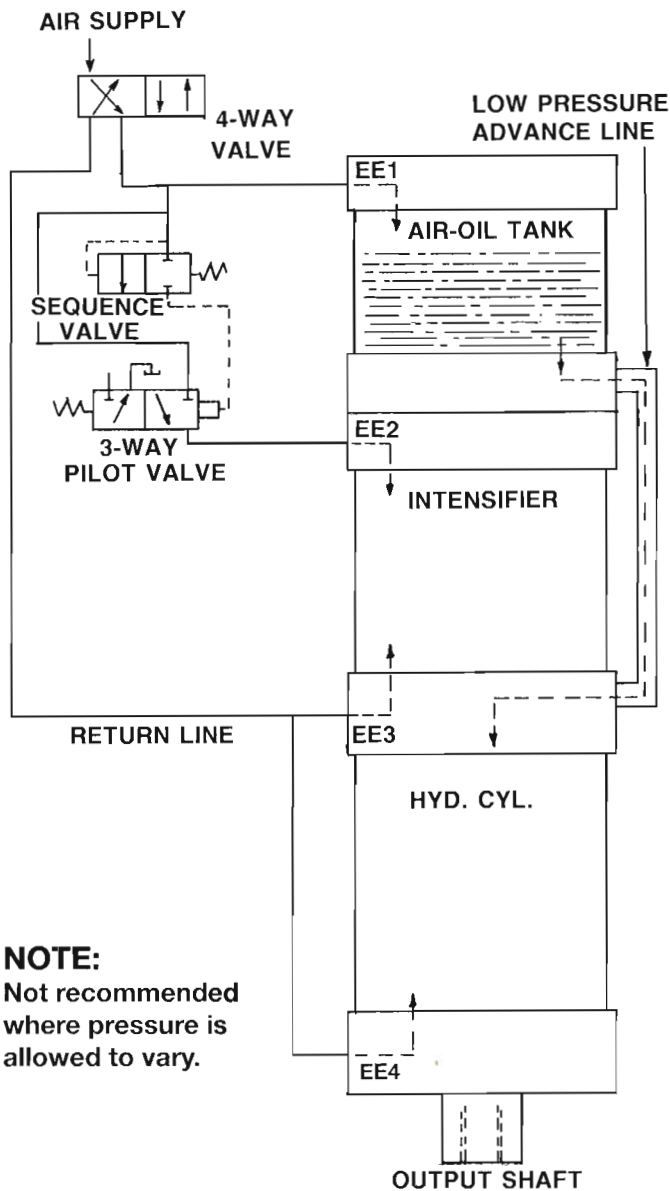 AIR SUPPLY
4-WAY
VALVE
LOW PRESSURE
ADVANCE LINE
EE1
AIR-OIL TANK
SEQUENCE
VALVE
3-WAY
PILOT VALVE
EE2
INTENSIFIER
RETURN LINE
EE3
HYD. CYL.
NOTE:
Not recommended
where pressure is
allowed to vary.
EE4
OUTPUT SHAFT